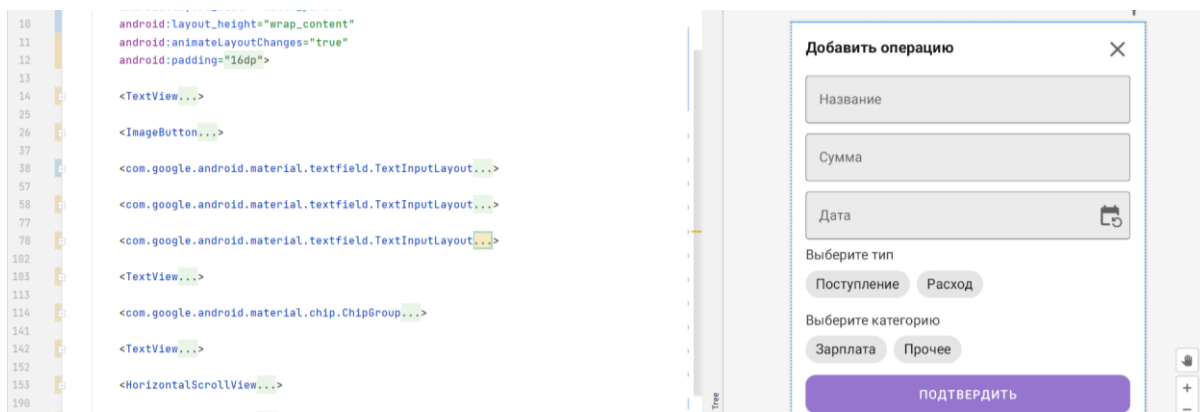 10 android:layout_height="wrap_content"
11 android:animateLayoutChanges="true"
12 android:padding="16dp">
13
14 <TextView...>
25
26 <ImageButton...>
37
38 <com.google.android.material.textfield.TextInputLayout...>
57
58 <com.google.android.material.textfield.TextInputLayout...>
77
78 <com.google.android.material.textfield.TextInputLayout...>
102
103 <TextView...>
113
114 <com.google.android.material.chip.ChipGroup...>
141
142 <TextView...>
152
153 <HorizontalScrollView...>
190
Tree
Добавить операцию
Название
Сумма
Дата
Выберите тип
Поступление Расход
Выберите категорию
Зарплата Прочее
ПОДТВЕРДИТЬ